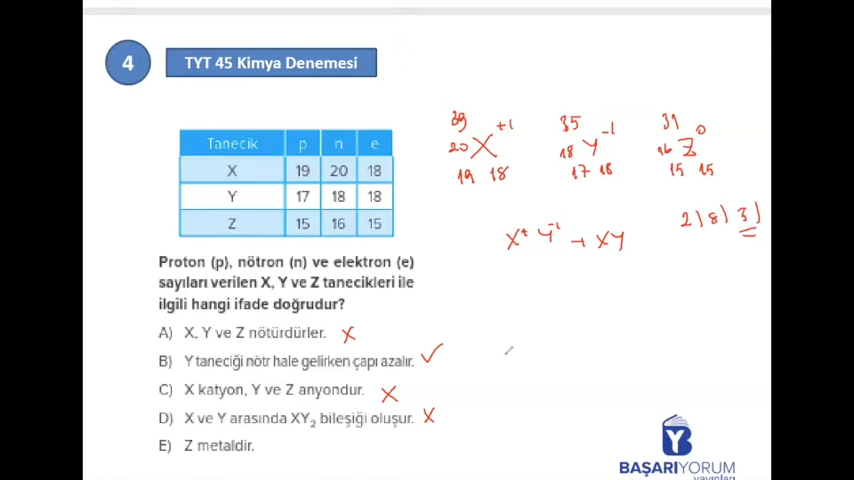 4
TYT 45 Kimya Denemesi
Tanecik p n e
X 19 20 18
Y 17 18 18
Z 15 16 15
39 +1
20 X
19 18
35 -1
18 Y
17 18
31 0
16 Z
15 15
X+ Y-1 → XY
2)8)3)
Proton (p), nötron (n) ve elektron (e)
sayıları verilen X, Y ve Z tanecikleri ile
ilgili hangi ifade doğrudur?
A) X, Y ve Z nötürdürler. X
B) Y taneciği nötr hale gelirken çapı azalır. ✓
C) X katyon, Y ve Z anyondur. X
D) X ve Y arasında XY₂ bileşiği oluşur. X
E) Z metaldir.
BAŞARIYORUM
yayınları